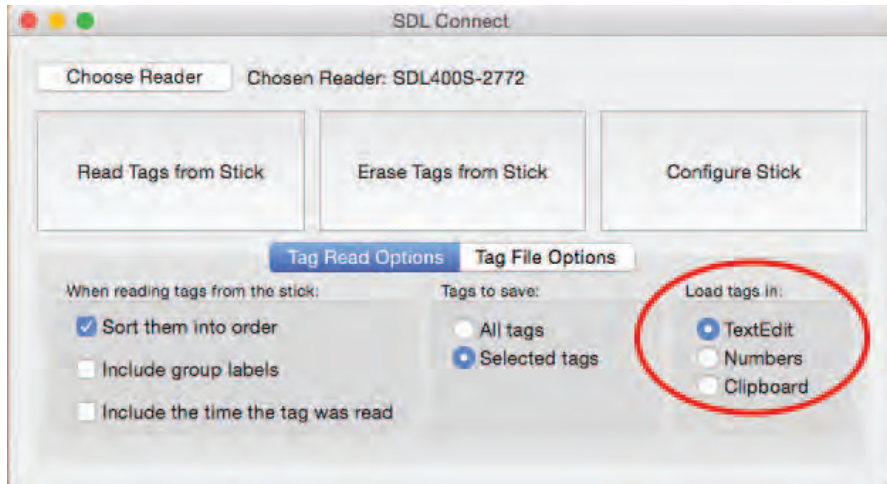 SDL Connect
Choose Reader Chosen Reader: SDL400S-2772
Read Tags from Stick Erase Tags from Stick Configure Stick
Tag Read Options Tag File Options
When reading tags from the stick: Tags to save: Load tags in:
Sort them into order All tags TextEdit
Include group labels Selected tags Numbers
Include the time the tag was read Clipboard